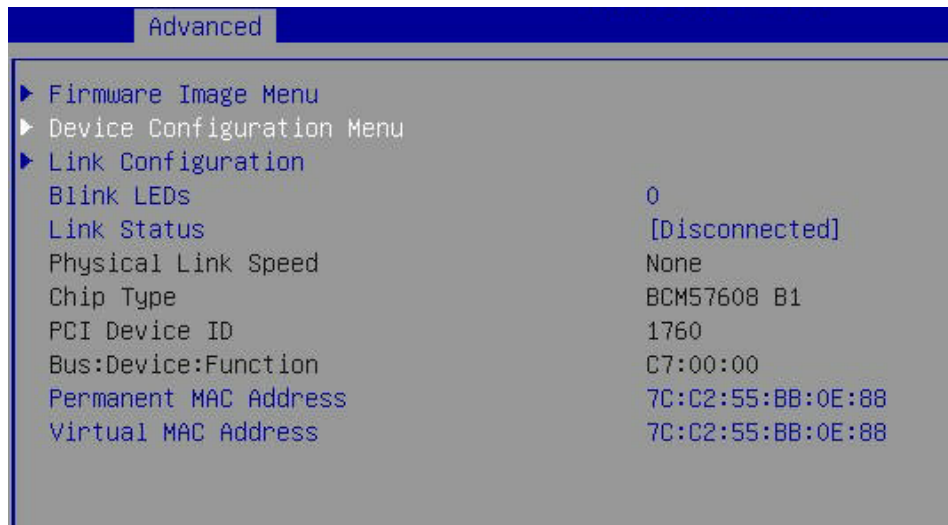 Advanced
Firmware Image Menu
Device Configuration Menu
Link Configuration
Blink LEDs 0
Link Status [Disconnected]
Physical Link Speed None
Chip Type BCM57608 B1
PCI Device ID 1760
Bus:Device:Function C7:00:00
Permanent MAC Address 7C:C2:55:BB:0E:88
Virtual MAC Address 7C:C2:55:BB:0E:88